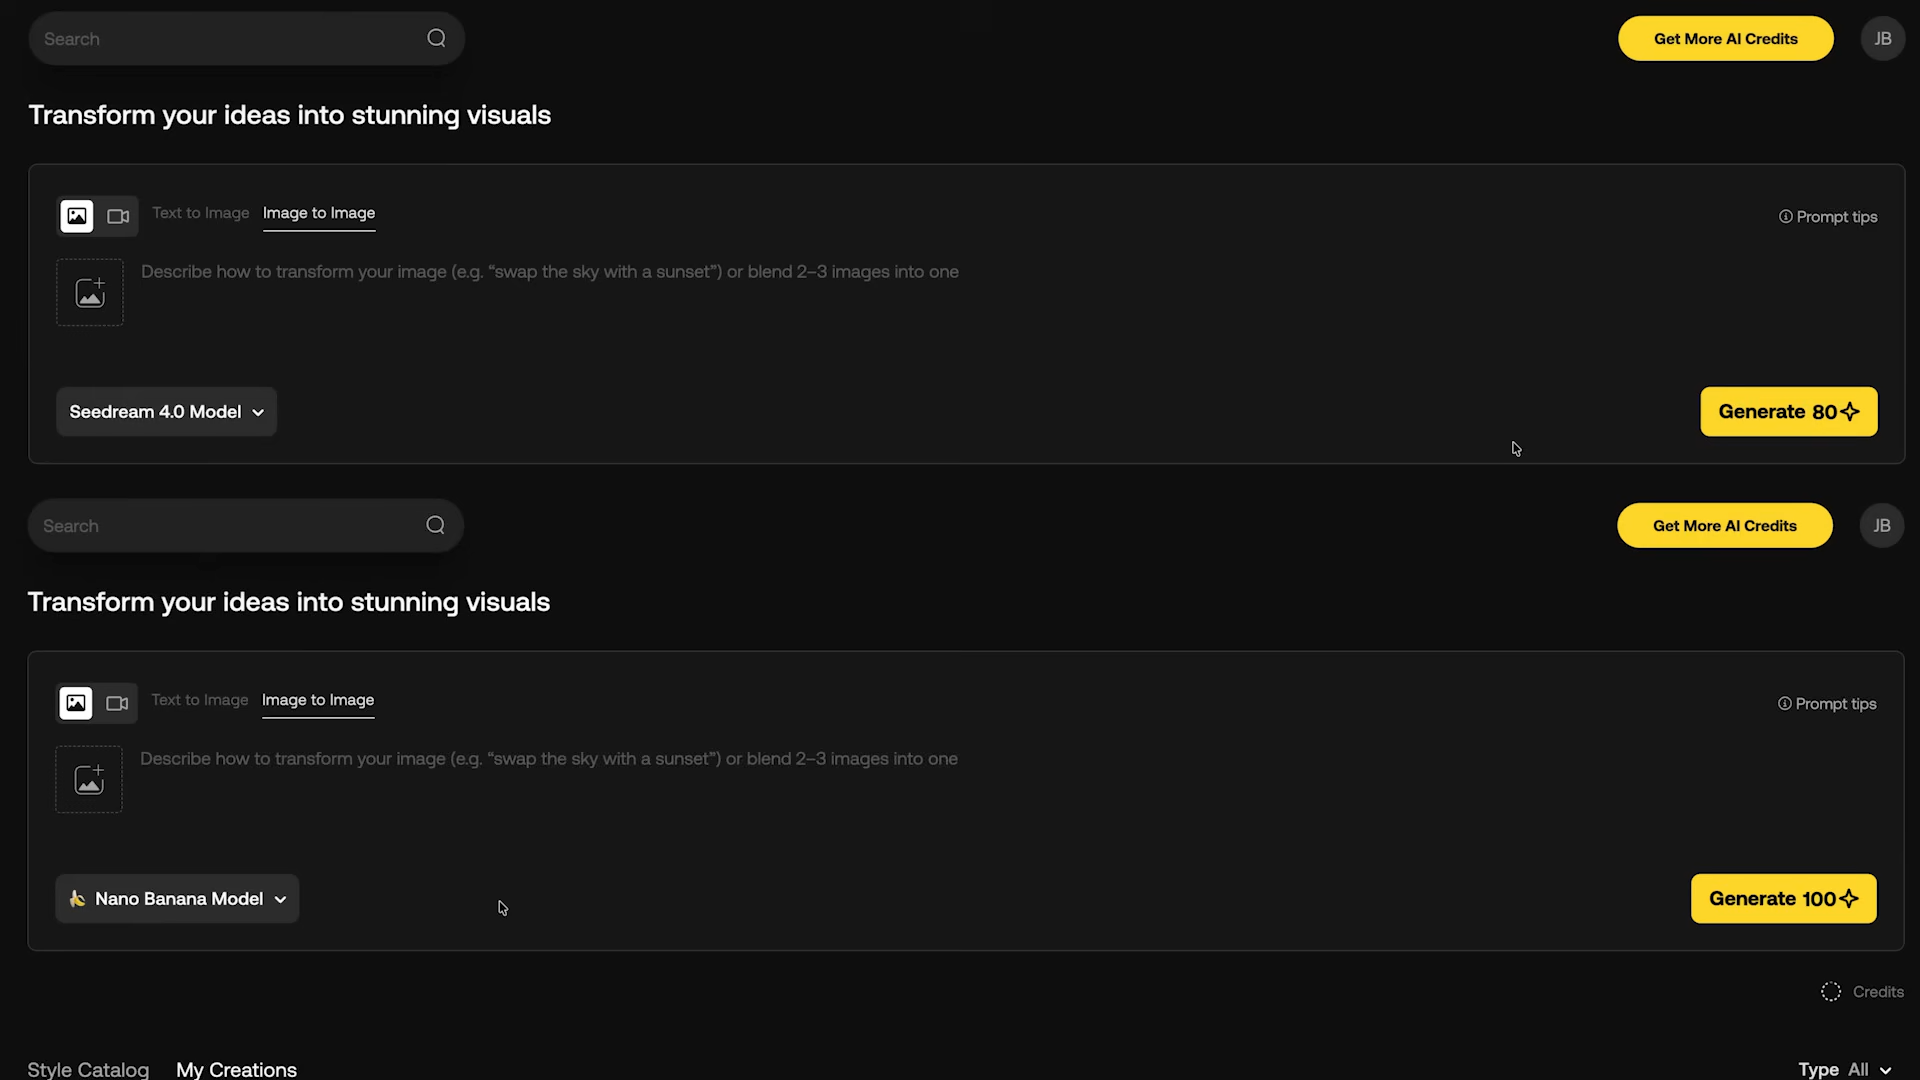 Search
Get More AI Credits
JB
Transform your ideas into stunning visuals
Text to Image
Image to Image
Prompt tips
Describe how to transform your image (e.g. “swap the sky with a sunset”) or blend 2–3 images into one
Seedream 4.0 Model
Generate 80
Search
Get More AI Credits
JB
Transform your ideas into stunning visuals
Text to Image
Image to Image
Prompt tips
Describe how to transform your image (e.g. “swap the sky with a sunset”) or blend 2–3 images into one
Nano Banana Model
Generate 100
Credits
Style Catalog
My Creations
Type All